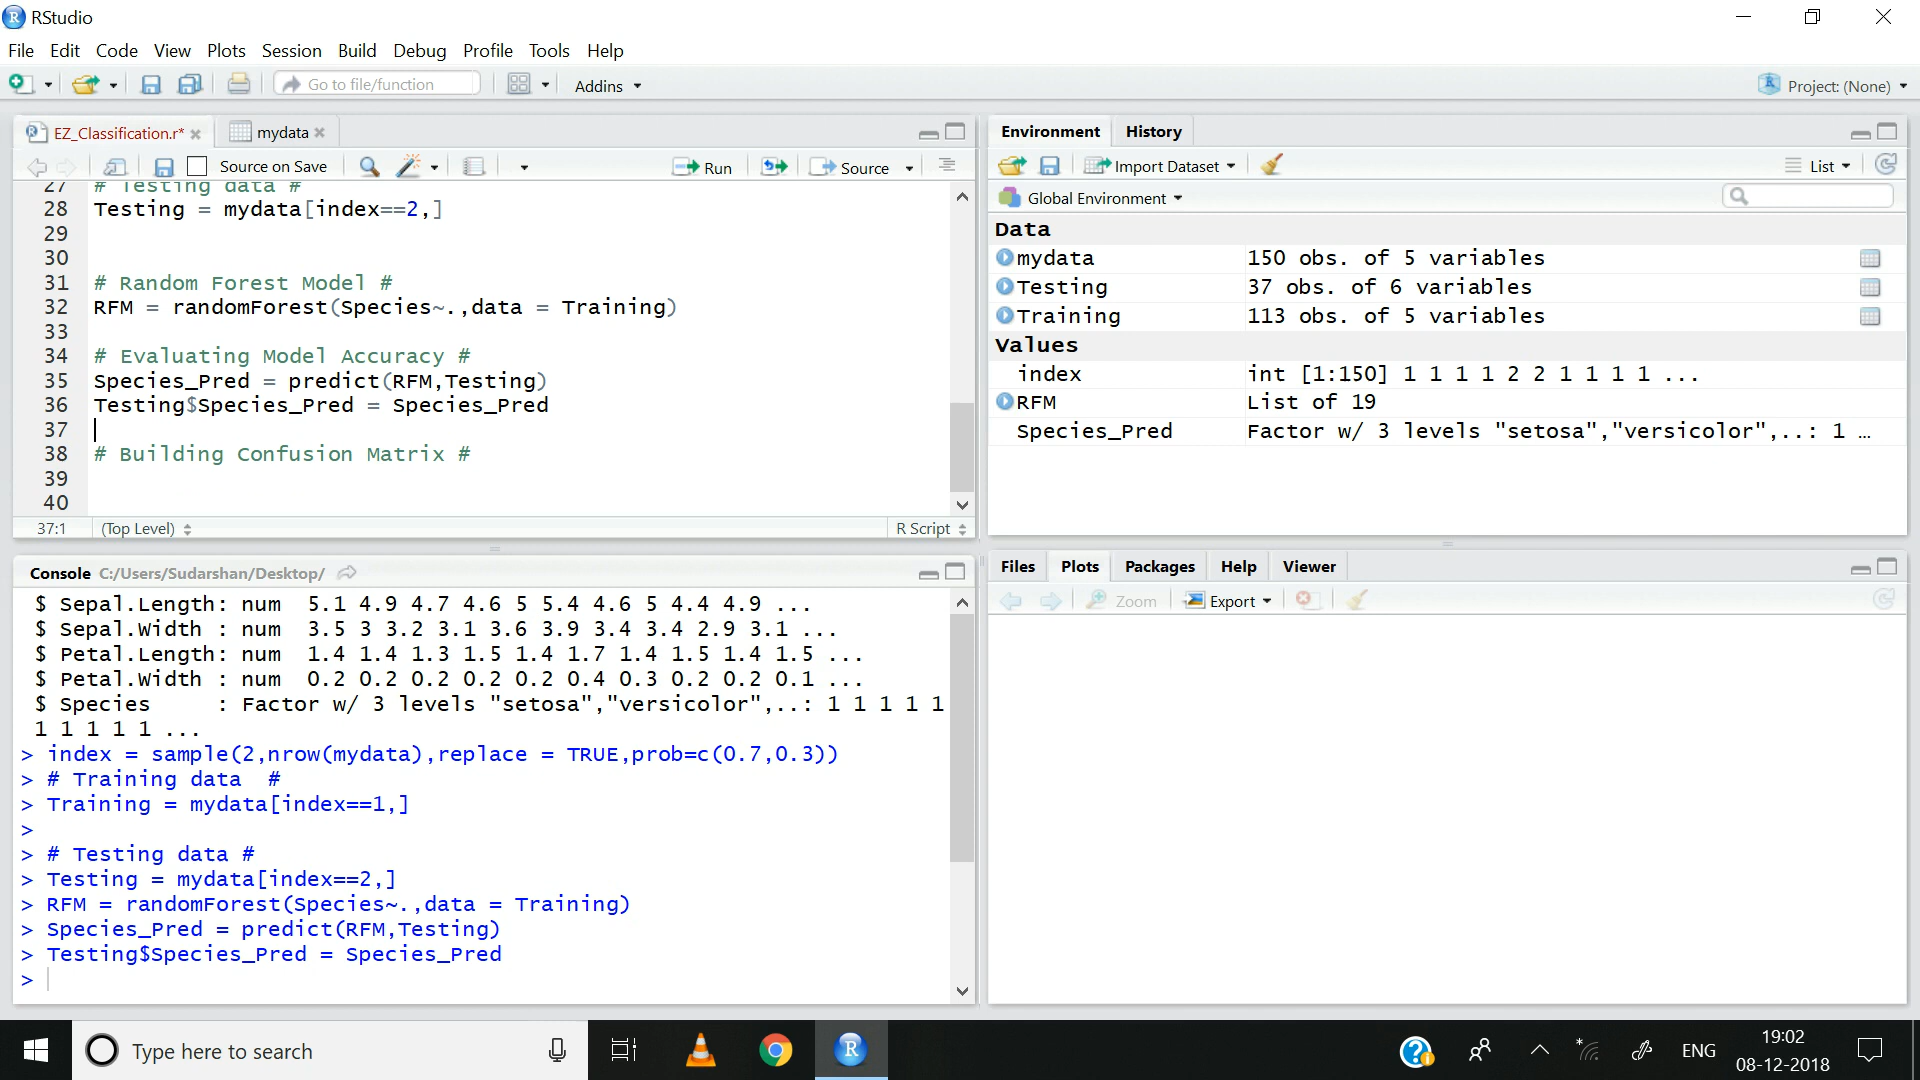 RStudio
File Edit Code View Plots Session Build Debug Profile Tools Help
Go to file/function Addins Project: (None)
EZ_Classification.r* mydata
Source on Save Run Source
27 # Testing data #
28 Testing = mydata[index==2,]
29
30
31 # Random Forest Model #
32 RFM = randomForest(Species~.,data = Training)
33
34 # Evaluating Model Accuracy #
35 Species_Pred = predict(RFM,Testing)
36 Testing$Species_Pred = Species_Pred
37
38 # Building Confusion Matrix #
39
40
37:1 (Top Level) R Script
Console C:/Users/Sudarshan/Desktop/
$ Sepal.Length: num 5.1 4.9 4.7 4.6 5 5.4 4.6 5 4.4 4.9 ...
$ Sepal.Width : num 3.5 3 3.2 3.1 3.6 3.9 3.4 3.4 2.9 3.1 ...
$ Petal.Length: num 1.4 1.4 1.3 1.5 1.4 1.7 1.4 1.5 1.4 1.5 ...
$ Petal.Width : num 0.2 0.2 0.2 0.2 0.2 0.4 0.3 0.2 0.2 0.1 ...
$ Species : Factor w/ 3 levels "setosa","versicolor",..: 1 1 1 1 1
1 1 1 1 1 ...
> index = sample(2,nrow(mydata),replace = TRUE,prob=c(0.7,0.3))
> # Training data #
> Training = mydata[index==1,]
>
> # Testing data #
> Testing = mydata[index==2,]
> RFM = randomForest(Species~.,data = Training)
> Species_Pred = predict(RFM,Testing)
> Testing$Species_Pred = Species_Pred
>
Environment History
Import Dataset List
Global Environment
Data
mydata 150 obs. of 5 variables
Testing 37 obs. of 6 variables
Training 113 obs. of 5 variables
Values
index int [1:150] 1 1 1 1 2 2 1 1 1 1 ...
RFM List of 19
Species_Pred Factor w/ 3 levels "setosa","versicolor",..: 1 …
Files Plots Packages Help Viewer
Zoom Export
Type here to search
ENG
19:02
08-12-2018